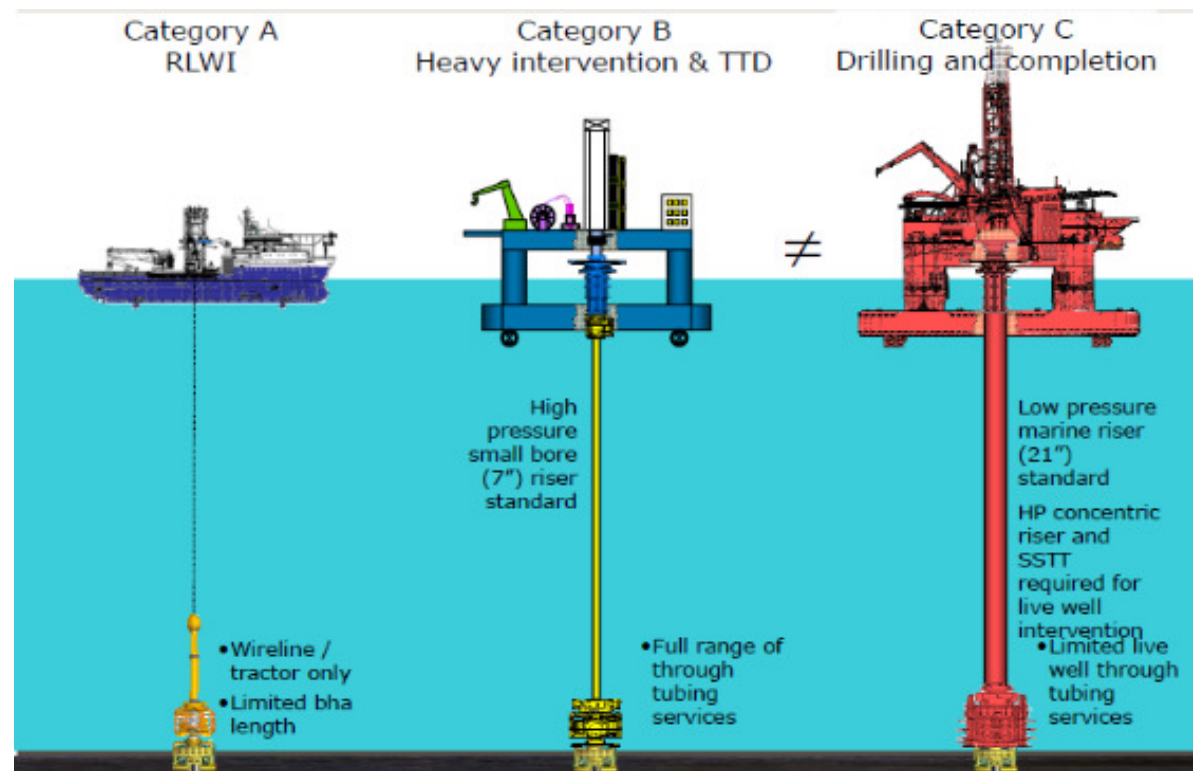 Category A
RLWI
Category B
Heavy intervention & TTD
Category C
Drilling and completion
≠
High
pressure
small bore
(7") riser
standard
Low pressure
marine riser
(21")
standard
HP concentric
riser and
SSTT
required for
live well
intervention
•Wireline /
tractor only
•Limited bha
length
•Full range of
through
tubing
services
•Limited live
well through
tubing
services